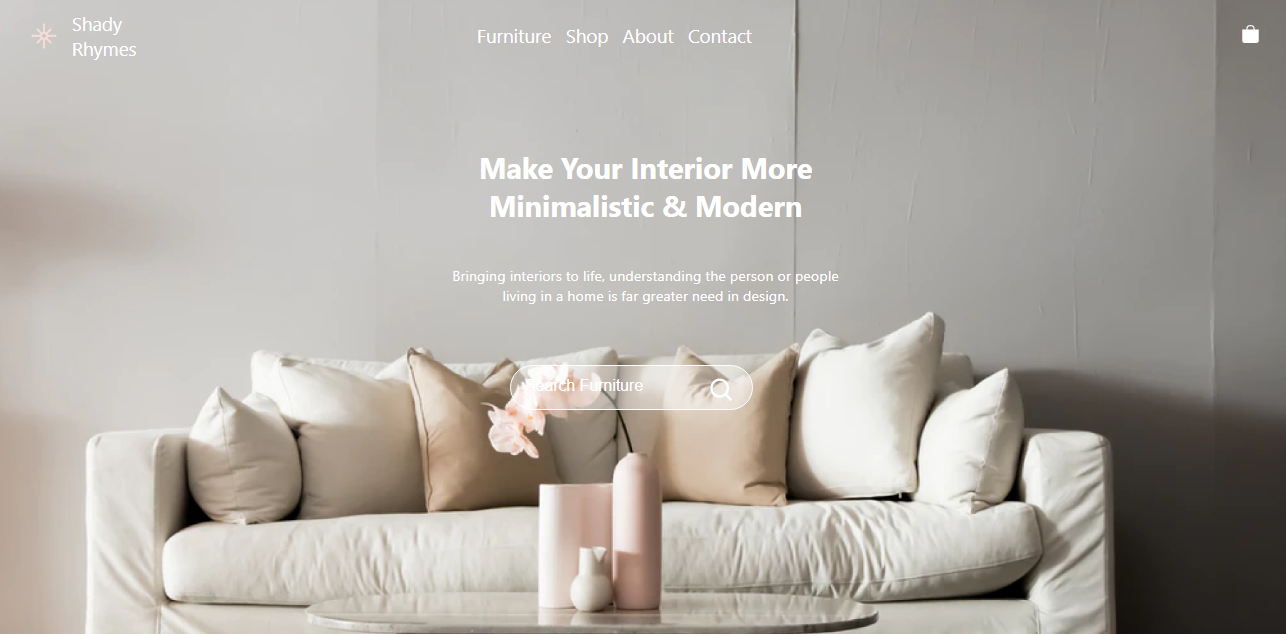 Shady
Rhymes
Furniture Shop About Contact
Make Your Interior More
Minimalistic & Modern
Bringing interiors to life, understanding the person or people
living in a home is far greater need in design.
Search Furniture